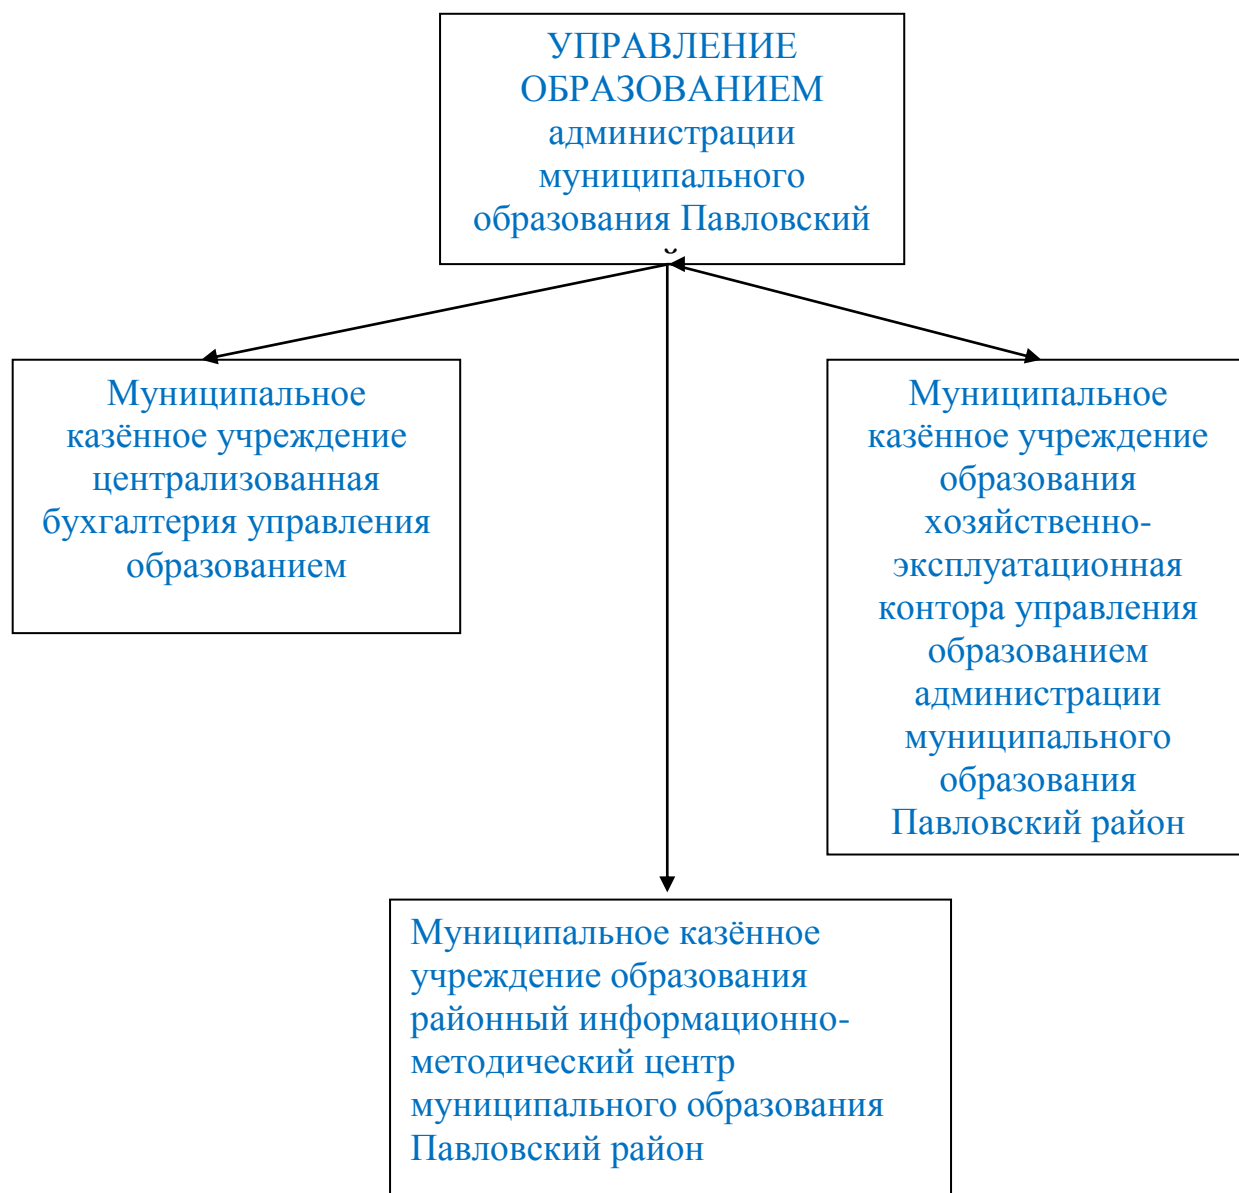 УПРАВЛЕНИЕ
ОБРАЗОВАНИЕМ
администрации
муниципального
образования Павловский
Муниципальное
казённое учреждение
централизованная
бухгалтерия управления
образованием
Муниципальное
казённое учреждение
образования
хозяйственно-
эксплуатационная
контора управления
образованием
администрации
муниципального
образования
Павловский район
Муниципальное казённое
учреждение образования
районный информационно-
методический центр
муниципального образования
Павловский район